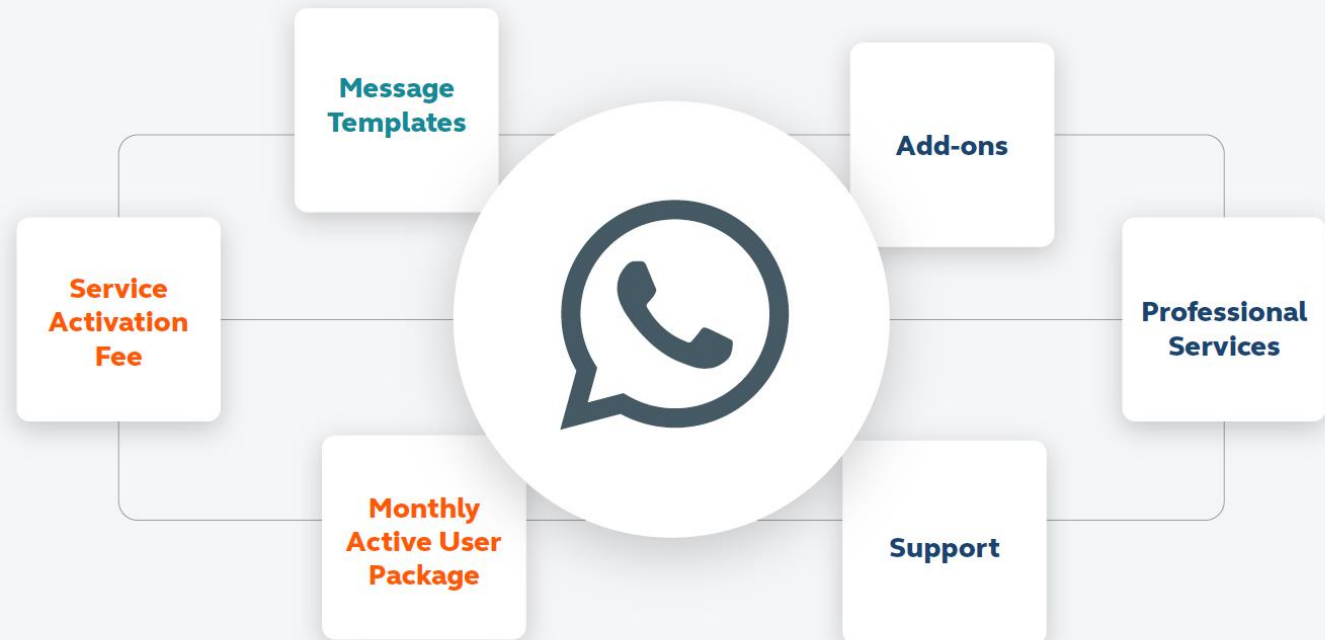 Message
Templates
Add-ons
Service
Activation
Fee
Professional
Services
Monthly
Active User
Package
Support